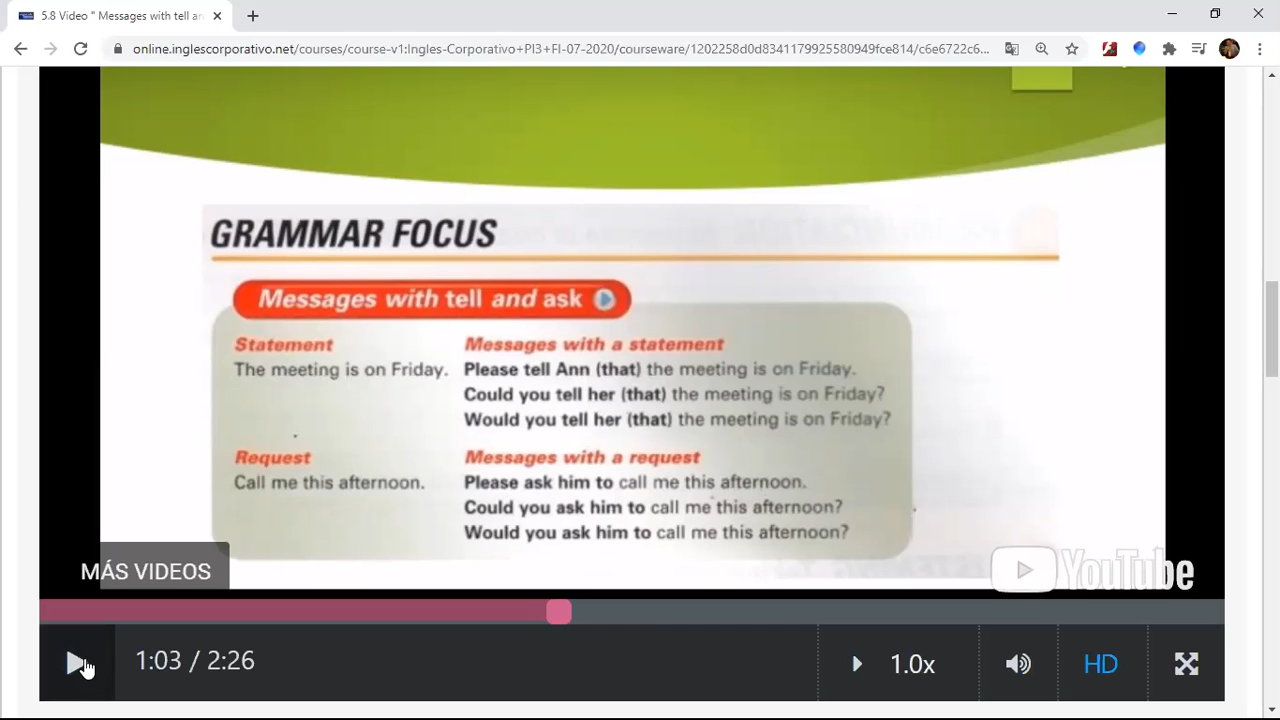 5.8 Video " Messages with tell an
online.inglescorporativo.net/courses/course-v1:Ingles-Corporativo+PI3+FI-07-2020/courseware/1202258d0d8341179925580949fce814/c6e6722c6...
GRAMMAR FOCUS
Messages with tell and ask
Statement
Messages with a statement
The meeting is on Friday.
Please tell Ann (that) the meeting is on Friday.
Could you tell her (that) the meeting is on Friday?
Would you tell her (that) the meeting is on Friday?
Request
Messages with a request
Call me this afternoon.
Please ask him to call me this afternoon.
Could you ask him to call me this afternoon?
Would you ask him to call me this afternoon?
MÁS VIDEOS
YouTube
1:03 / 2:26
1.0x
HD